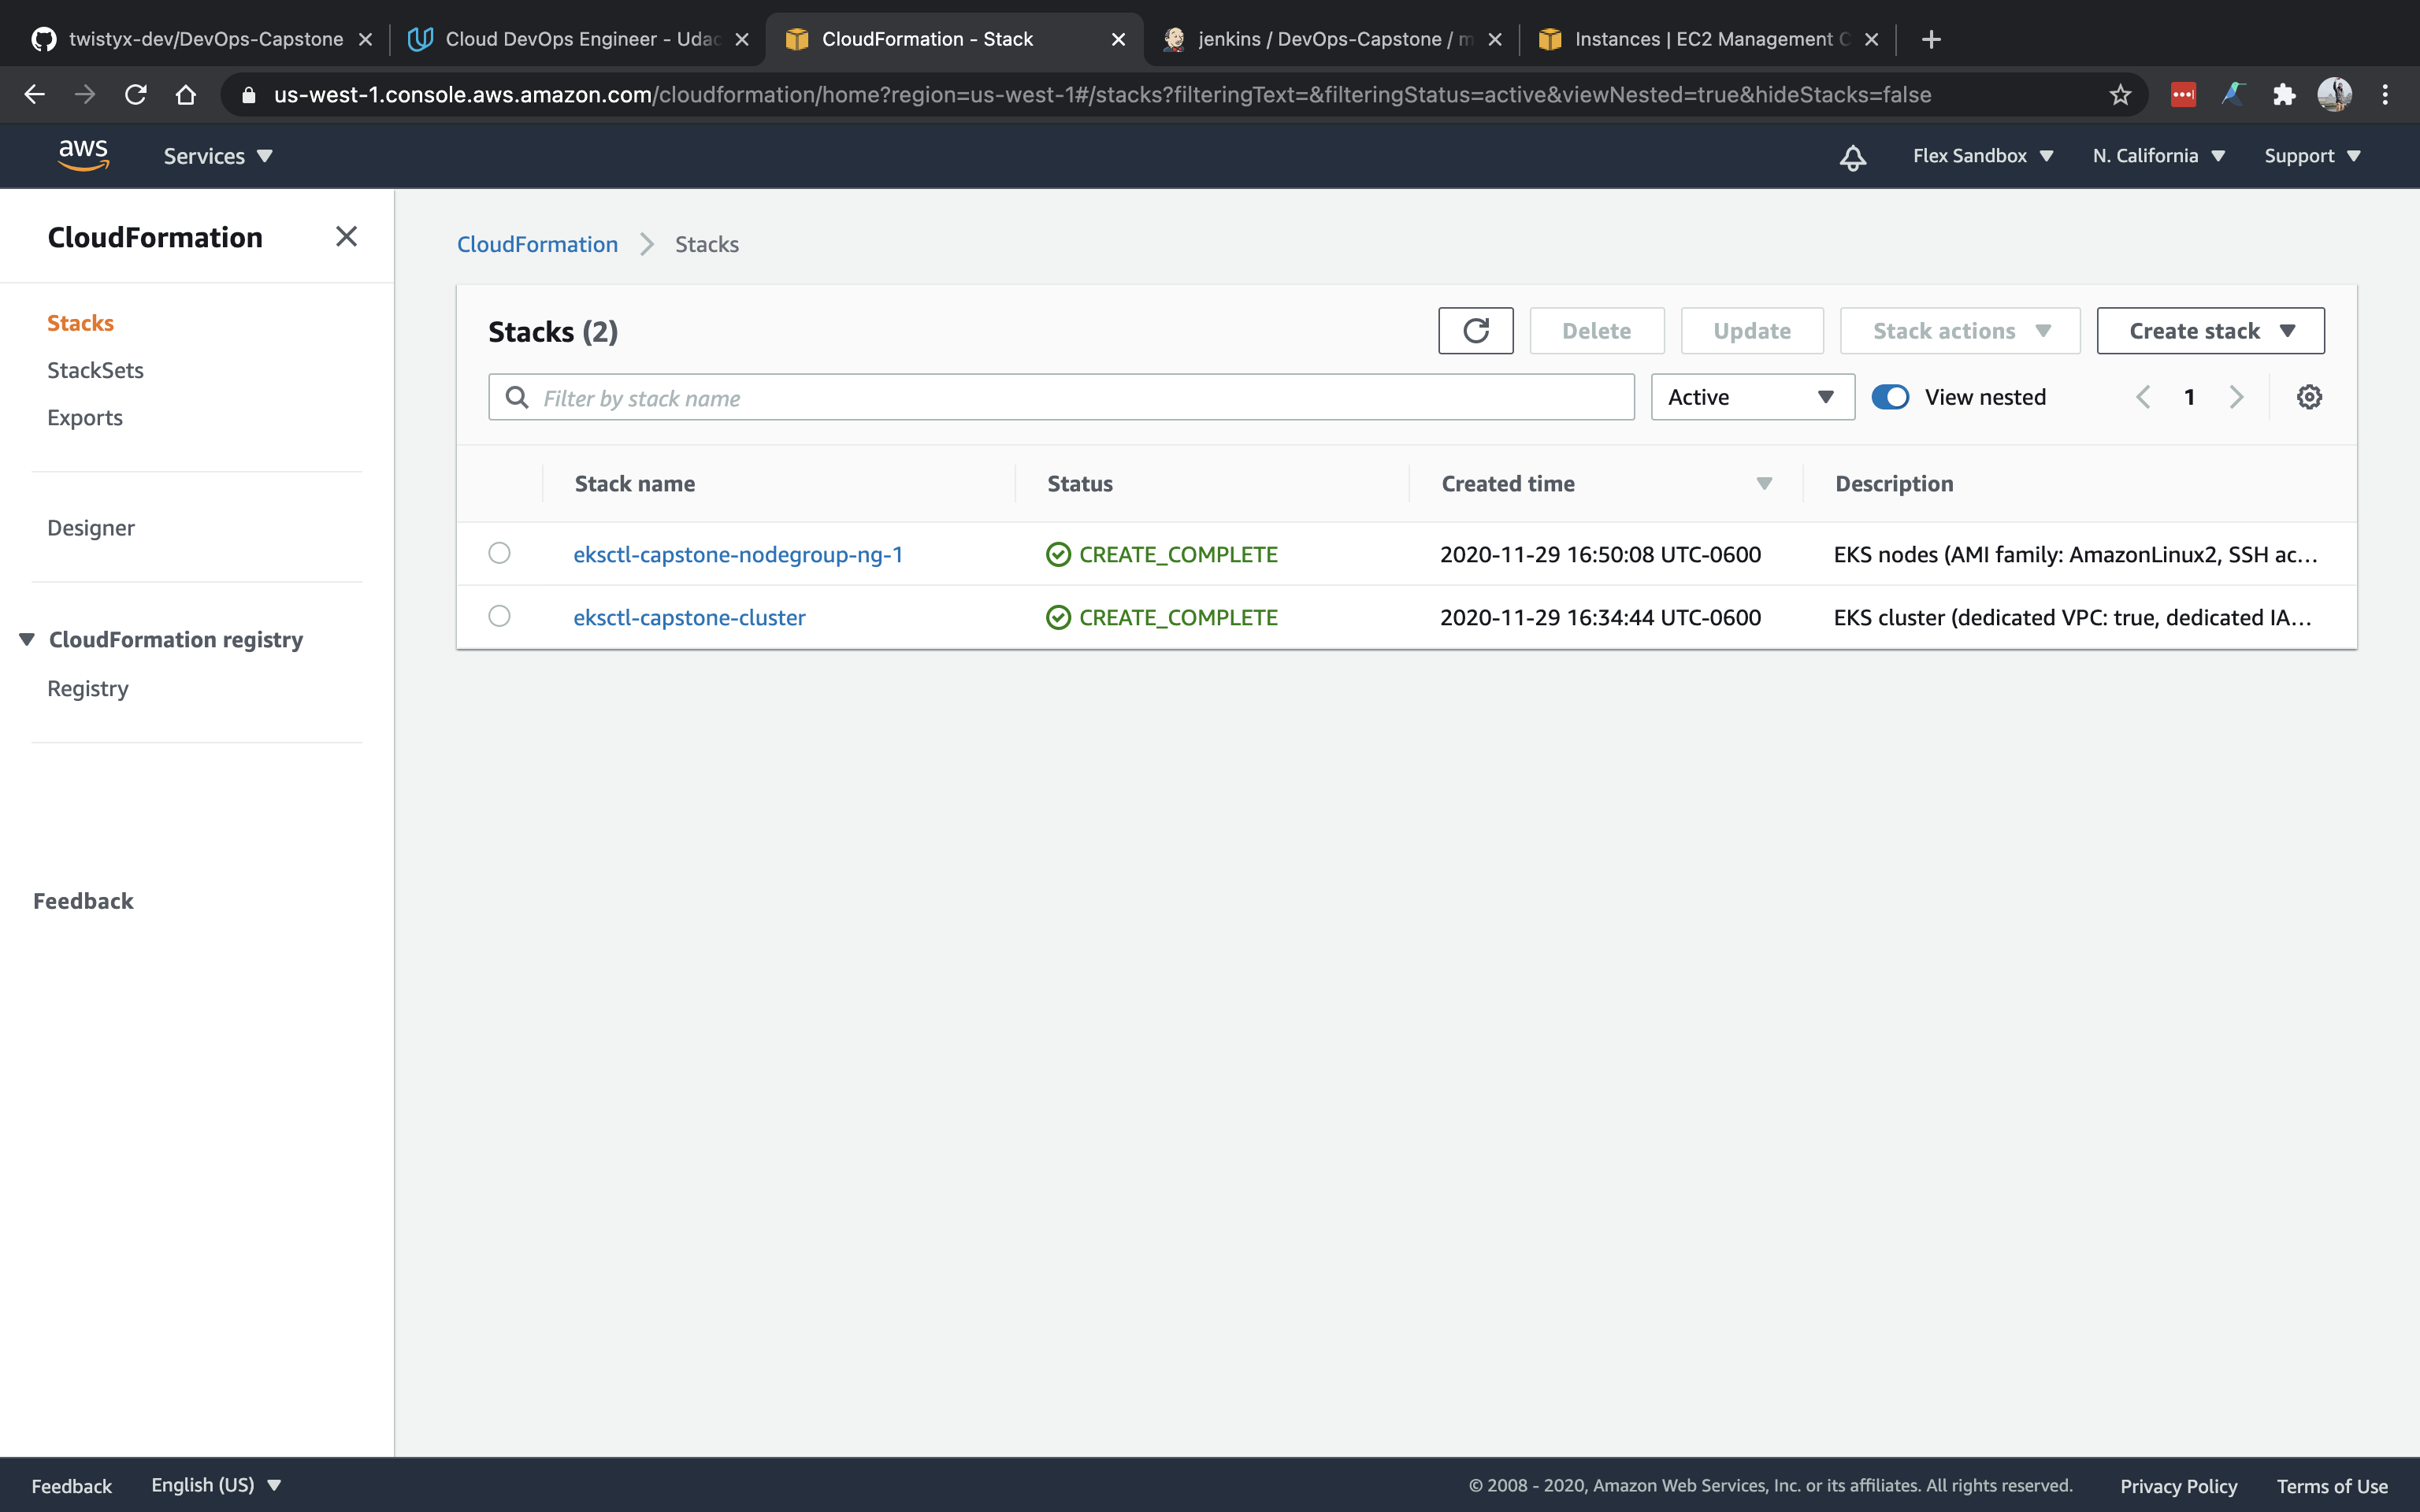 twistyx-dev/DevOps-Capstone
Cloud DevOps Engineer - Udac
CloudFormation - Stack
jenkins / DevOps-Capstone / m
Instances | EC2 Management C
us-west-1.console.aws.amazon.com/cloudformation/home?region=us-west-1#/stacks?filteringText=&filteringStatus=active&viewNested=true&hideStacks=false
aws
Services
Flex Sandbox
N. California
Support
CloudFormation
Stacks
StackSets
Exports
Designer
CloudFormation registry
Registry
Feedback
CloudFormation
Stacks
Stacks (2)
Delete
Update
Stack actions
Create stack
Filter by stack name
Active
View nested
1
Stack name
Status
Created time
Description
eksctl-capstone-nodegroup-ng-1
CREATE_COMPLETE
2020-11-29 16:50:08 UTC-0600
EKS nodes (AMI family: AmazonLinux2, SSH ac…
eksctl-capstone-cluster
CREATE_COMPLETE
2020-11-29 16:34:44 UTC-0600
EKS cluster (dedicated VPC: true, dedicated IA…
Feedback
English (US)
© 2008 - 2020, Amazon Web Services, Inc. or its affiliates. All rights reserved.
Privacy Policy
Terms of Use